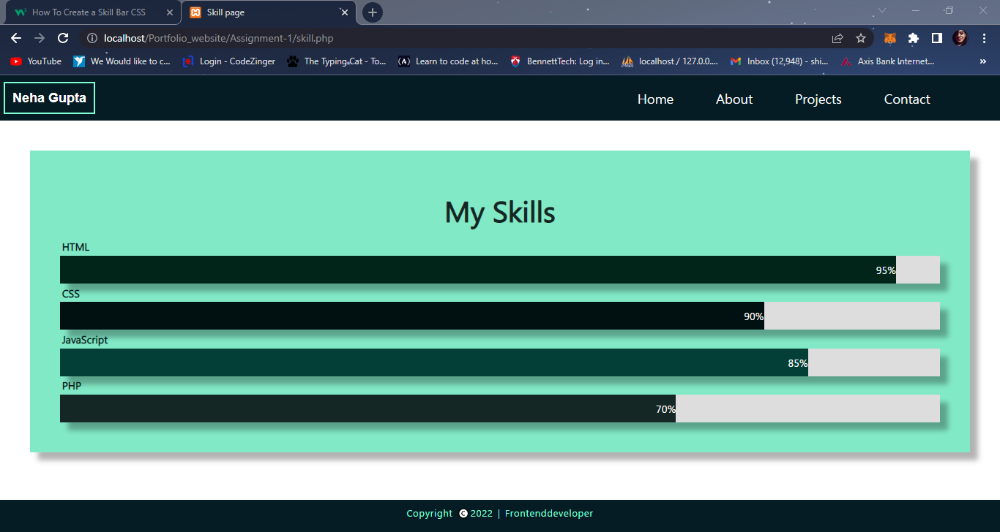 How To Create a Skill Bar CSS
Skill page
localhost/Portfolio_website/Assignment-1/skill.php
YouTube
We Would like to c...
Login - CodeZinger
The Typing Cat - To...
Learn to code at ho...
BennettTech: Log in...
localhost / 127.0.0....
Inbox (12,948) - shi...
Axis Bank Internet...
»
Neha Gupta
Home
About
Projects
Contact
My Skills
HTML
95%
CSS
90%
JavaScript
85%
PHP
70%
Copyright © 2022 | Frontenddeveloper